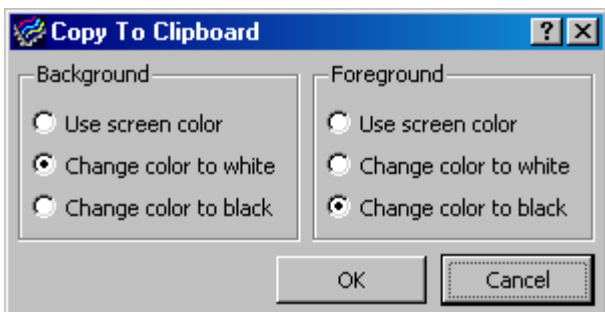 Copy To Clipboard
Background
Use screen color
Change color to white
Change color to black
Foreground
Use screen color
Change color to white
Change color to black
OK
Cancel